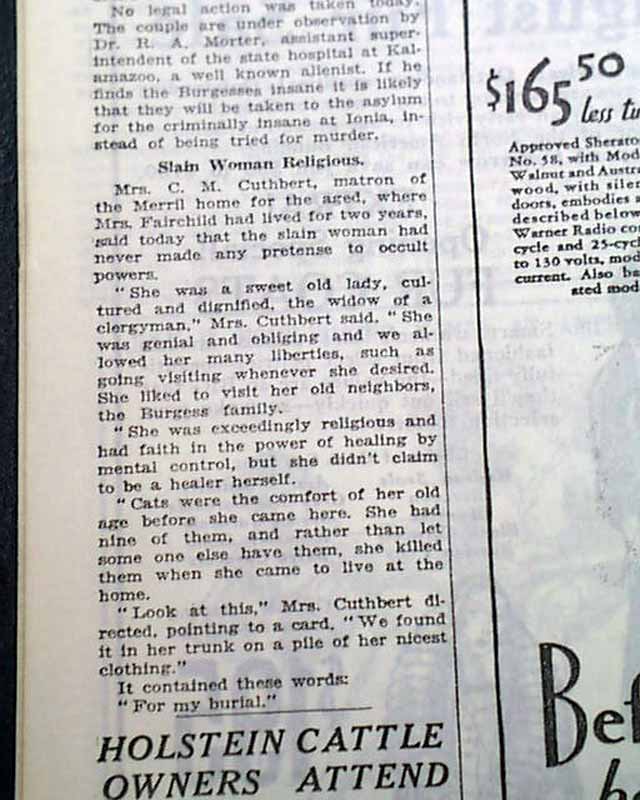 No legal action was taken today.
The couple are under observation by
Dr. R. A. Morter, assistant super-
intendent of the state hospital at Kal-
amazoo, a well known alienist. If he
finds the Burgesses insane it is likely
that they will be taken to the asylum
for the criminally insane at Ionia, in-
stead of being tried for murder.
Slain Woman Religious.
Mrs. C. M. Cuthbert, matron of
the Merril home for the aged, where
Mrs. Fairchild had lived for two years,
said today that the slain woman had
never made any pretense to occult
powers.
"She was a sweet old lady, cul-
tured and dignified, the widow of a
clergyman," Mrs. Cuthbert said. "She
was genial and obliging and we al-
lowed her many liberties, such as
going visiting whenever she desired.
She liked to visit her old neighbors,
the Burgess family.
"She was exceedingly religious and
had faith in the power of healing by
mental control, but she didn't claim
to be a healer herself.
"Cats were the comfort of her old
age before she came here. She had
nine of them, and rather than let
some one else have them, she killed
them when she came to live at the
home.
"Look at this," Mrs. Cuthbert di-
rected, pointing to a card. "We found
it in her trunk on a pile of her nicest
clothing."
It contained these words:
"For my burial."
HOLSTEIN CATTLE
OWNERS ATTEND
$165 50
less tu
Approved Sherato
No. 58, with Mod
Walnut and Austra
wood, with silen
doors, embodies a
described below
Warner Radio co
cycle and 25-cyc
to 130 volts, mod
current. Also ba
sted mod
Bef
he